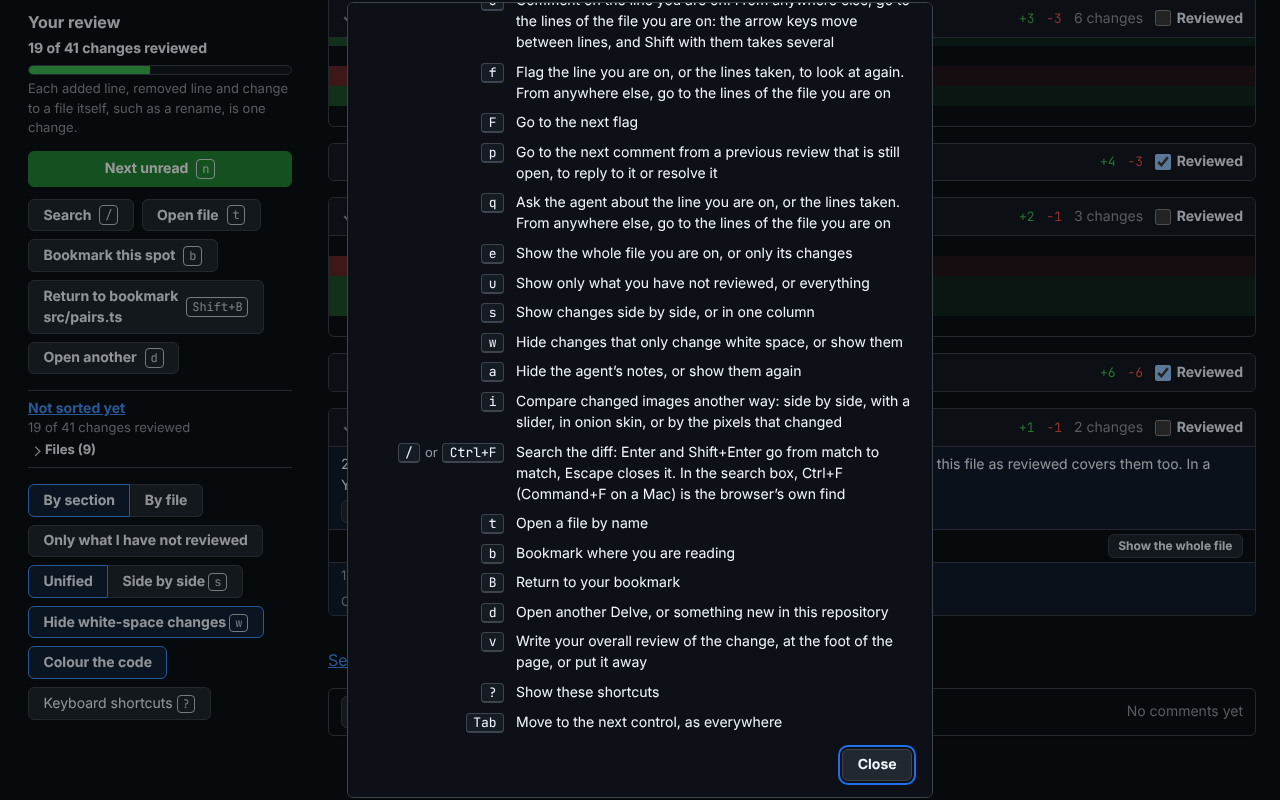 Your review
19 of 41 changes reviewed
Each added line, removed line and change
to a file itself, such as a rename, is one
change.
Next unread n
Search /
Open file t
Bookmark this spot b
Return to bookmark
src/pairs.ts
Shift+B
Open another d
Not sorted yet
19 of 41 changes reviewed
Files (9)
By section
By file
Only what I have not reviewed
Unified
Side by side s
Hide white-space changes w
Colour the code
Keyboard shortcuts ?
the lines of the file you are on: the arrow keys move
between lines, and Shift with them takes several
f Flag the line you are on, or the lines taken, to look at again.
From anywhere else, go to the lines of the file you are on
F Go to the next flag
p Go to the next comment from a previous review that is still
open, to reply to it or resolve it
q Ask the agent about the line you are on, or the lines taken.
From anywhere else, go to the lines of the file you are on
e Show the whole file you are on, or only its changes
u Show only what you have not reviewed, or everything
s Show changes side by side, or in one column
w Hide changes that only change white space, or show them
a Hide the agent’s notes, or show them again
i Compare changed images another way: side by side, with a
slider, in onion skin, or by the pixels that changed
/ or Ctrl+F Search the diff: Enter and Shift+Enter go from match to
match, Escape closes it. In the search box, Ctrl+F
(Command+F on a Mac) is the browser’s own find
t Open a file by name
b Bookmark where you are reading
B Return to your bookmark
d Open another Delve, or something new in this repository
v Write your overall review of the change, at the foot of the
page, or put it away
? Show these shortcuts
Tab Move to the next control, as everywhere
Close
+3 -3 6 changes Reviewed
+4 -3 Reviewed
+2 -1 3 changes Reviewed
+6 -6 Reviewed
+1 -1 2 changes Reviewed
this file as reviewed covers them too. In a
Show the whole file
Se
No comments yet